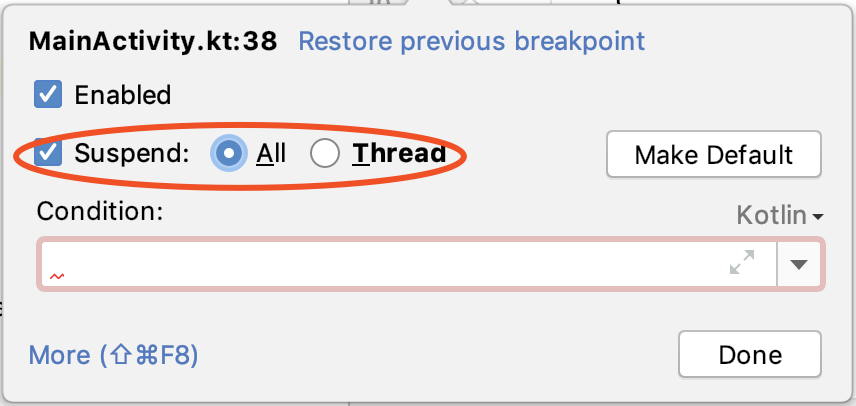 MainActivity.kt:38 Restore previous breakpoint
Enabled
Suspend: All Thread
Make Default
Condition:
Kotlin
More (⇧⌘F8)
Done